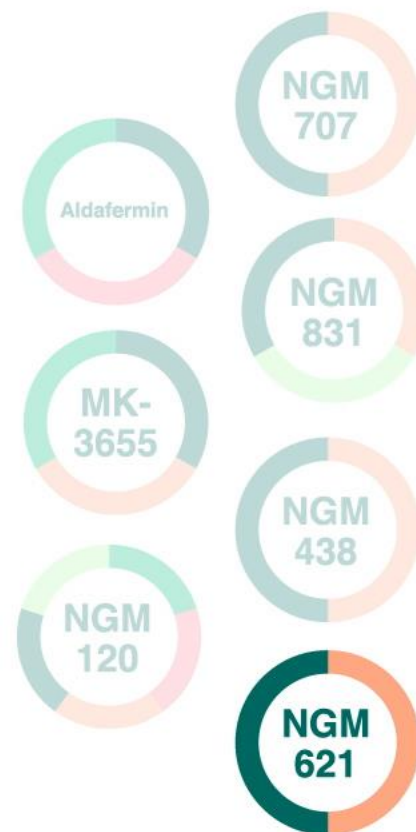 NGM
707
Aldafermin
NGM
831
MK-
3655
NGM
438
NGM
120
NGM
621